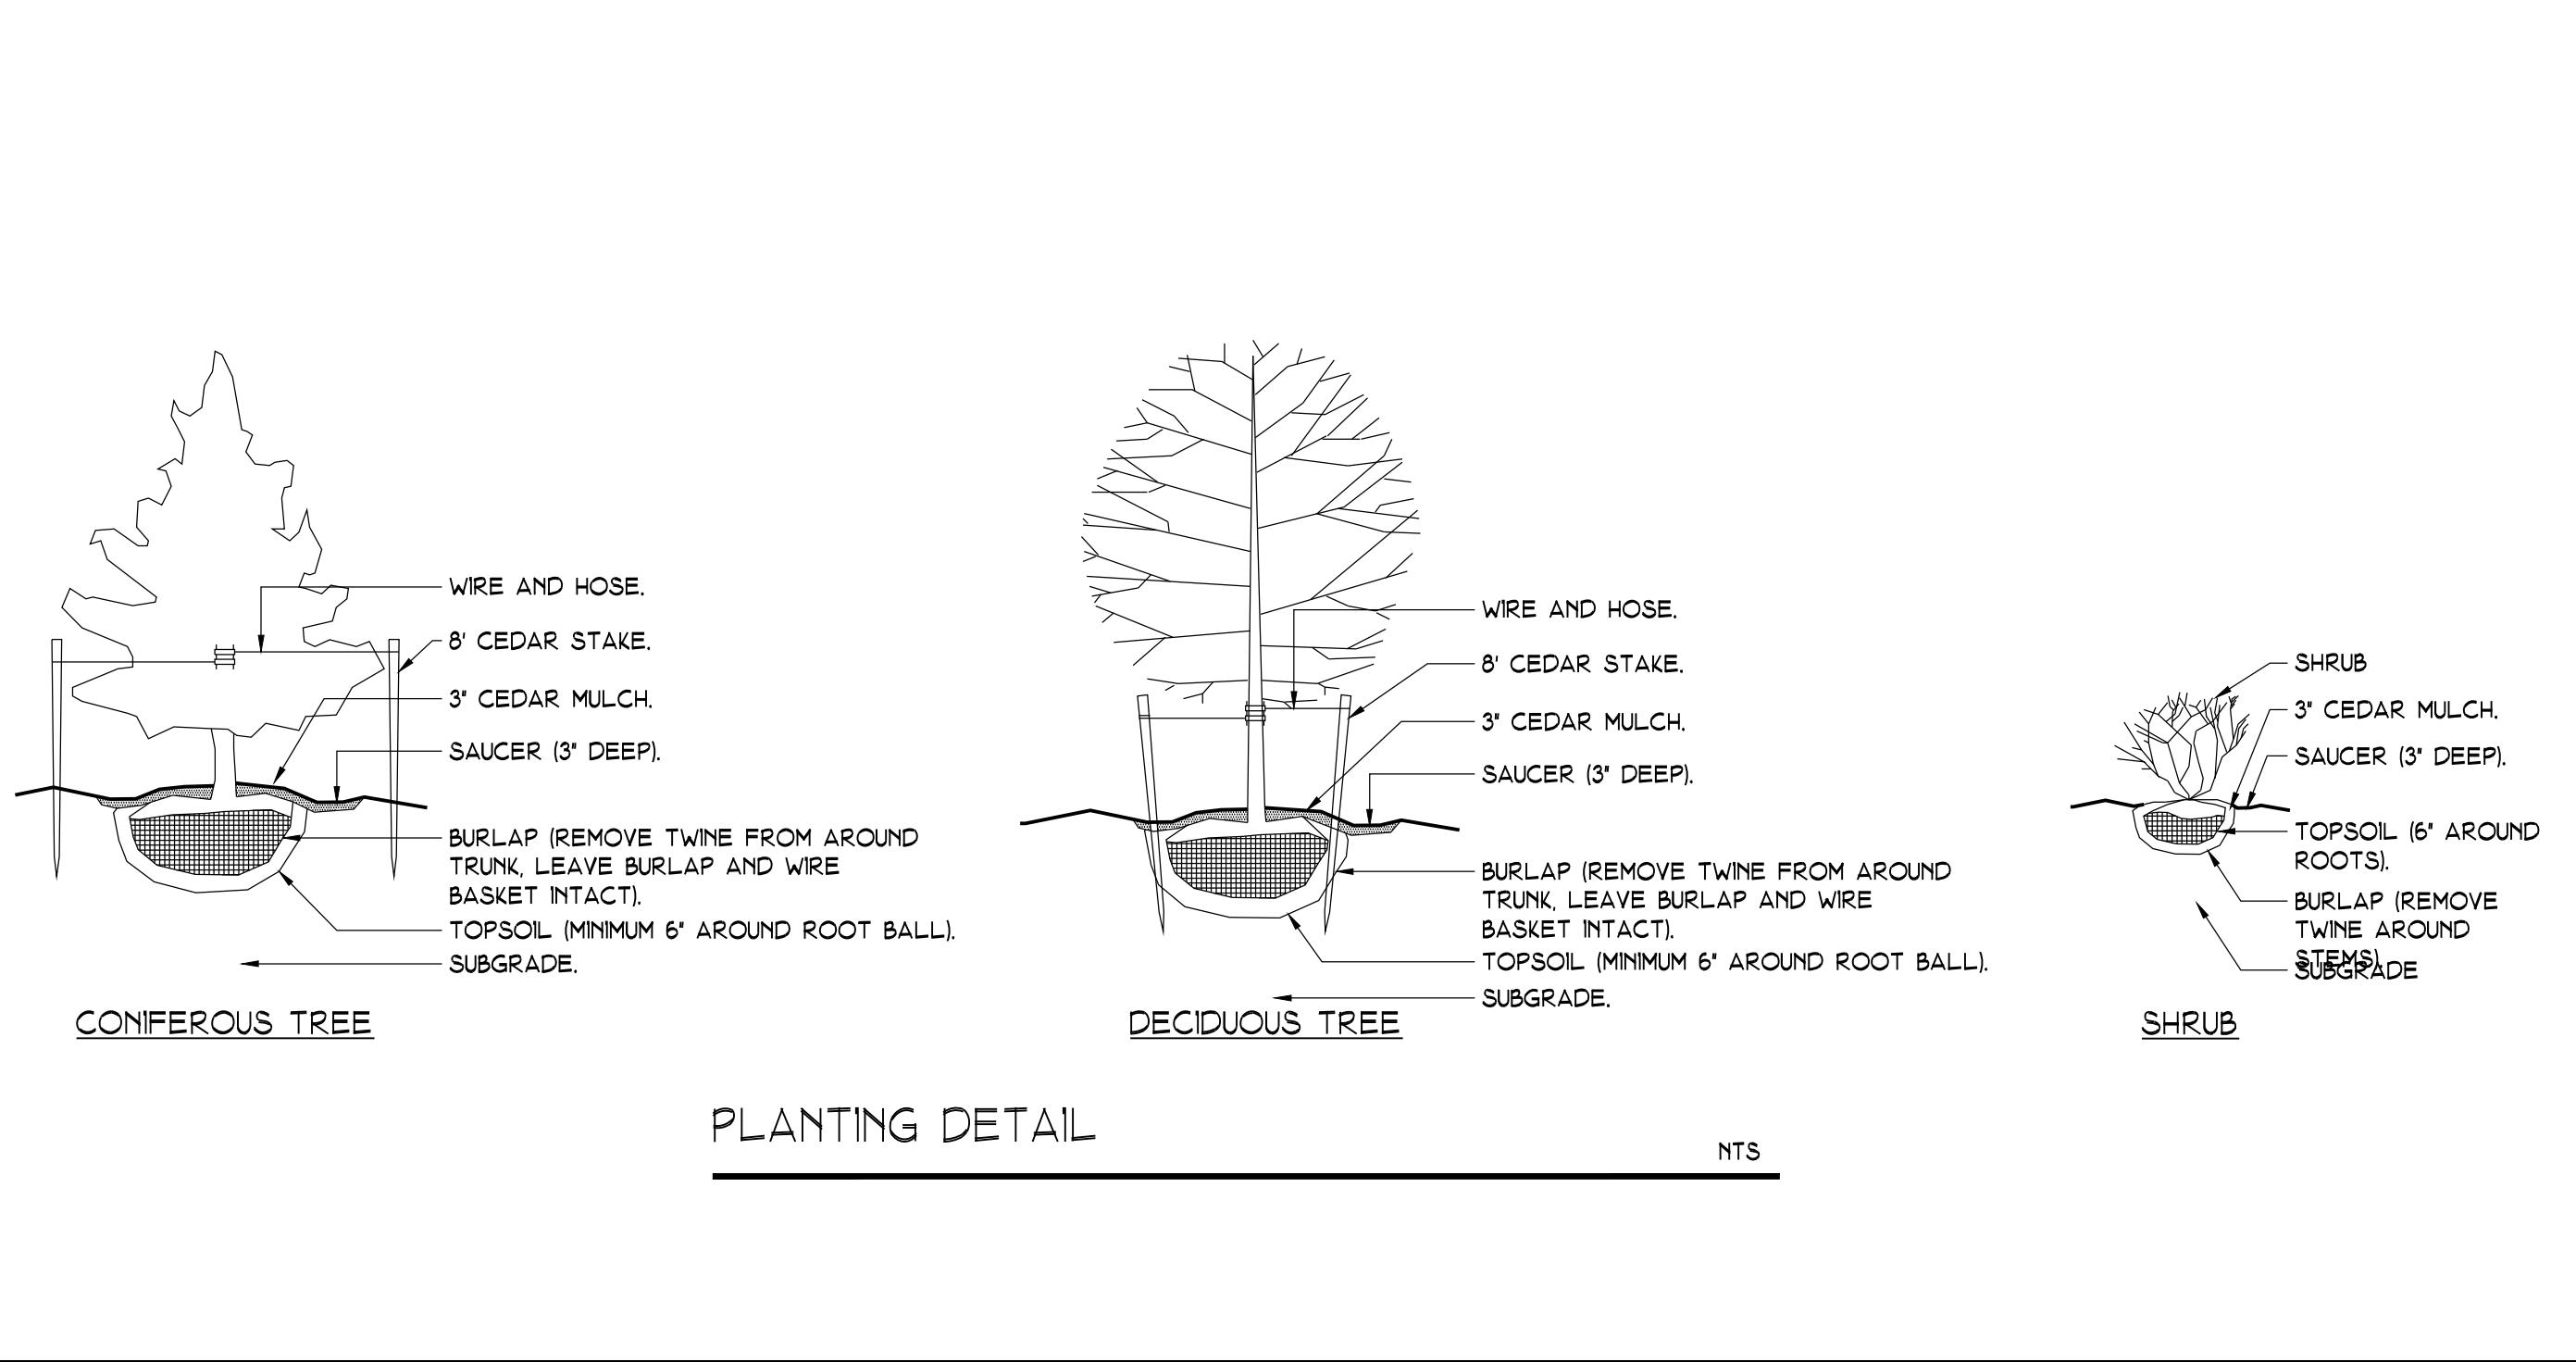 WIRE AND HOSE.
8' CEDAR STAKE.
3" CEDAR MULCH.
SAUCER (3" DEEP).
BURLAP (REMOVE TWINE FROM AROUND
TRUNK, LEAVE BURLAP AND WIRE
BASKET INTACT).
TOPSOIL (MINIMUM 6" AROUND ROOT BALL).
SUBGRADE.
CONIFEROUS TREE
WIRE AND HOSE.
8' CEDAR STAKE.
3" CEDAR MULCH.
SAUCER (3" DEEP).
BURLAP (REMOVE TWINE FROM AROUND
TRUNK, LEAVE BURLAP AND WIRE
BASKET INTACT).
TOPSOIL (MINIMUM 6" AROUND ROOT BALL).
SUBGRADE.
DECIDUOUS TREE
SHRUB
3" CEDAR MULCH.
SAUCER (3" DEEP).
TOPSOIL (6" AROUND
ROOTS).
BURLAP (REMOVE
TWINE AROUND
STEMS).
SUBGRADE
SHRUB
PLANTING DETAIL
NTS